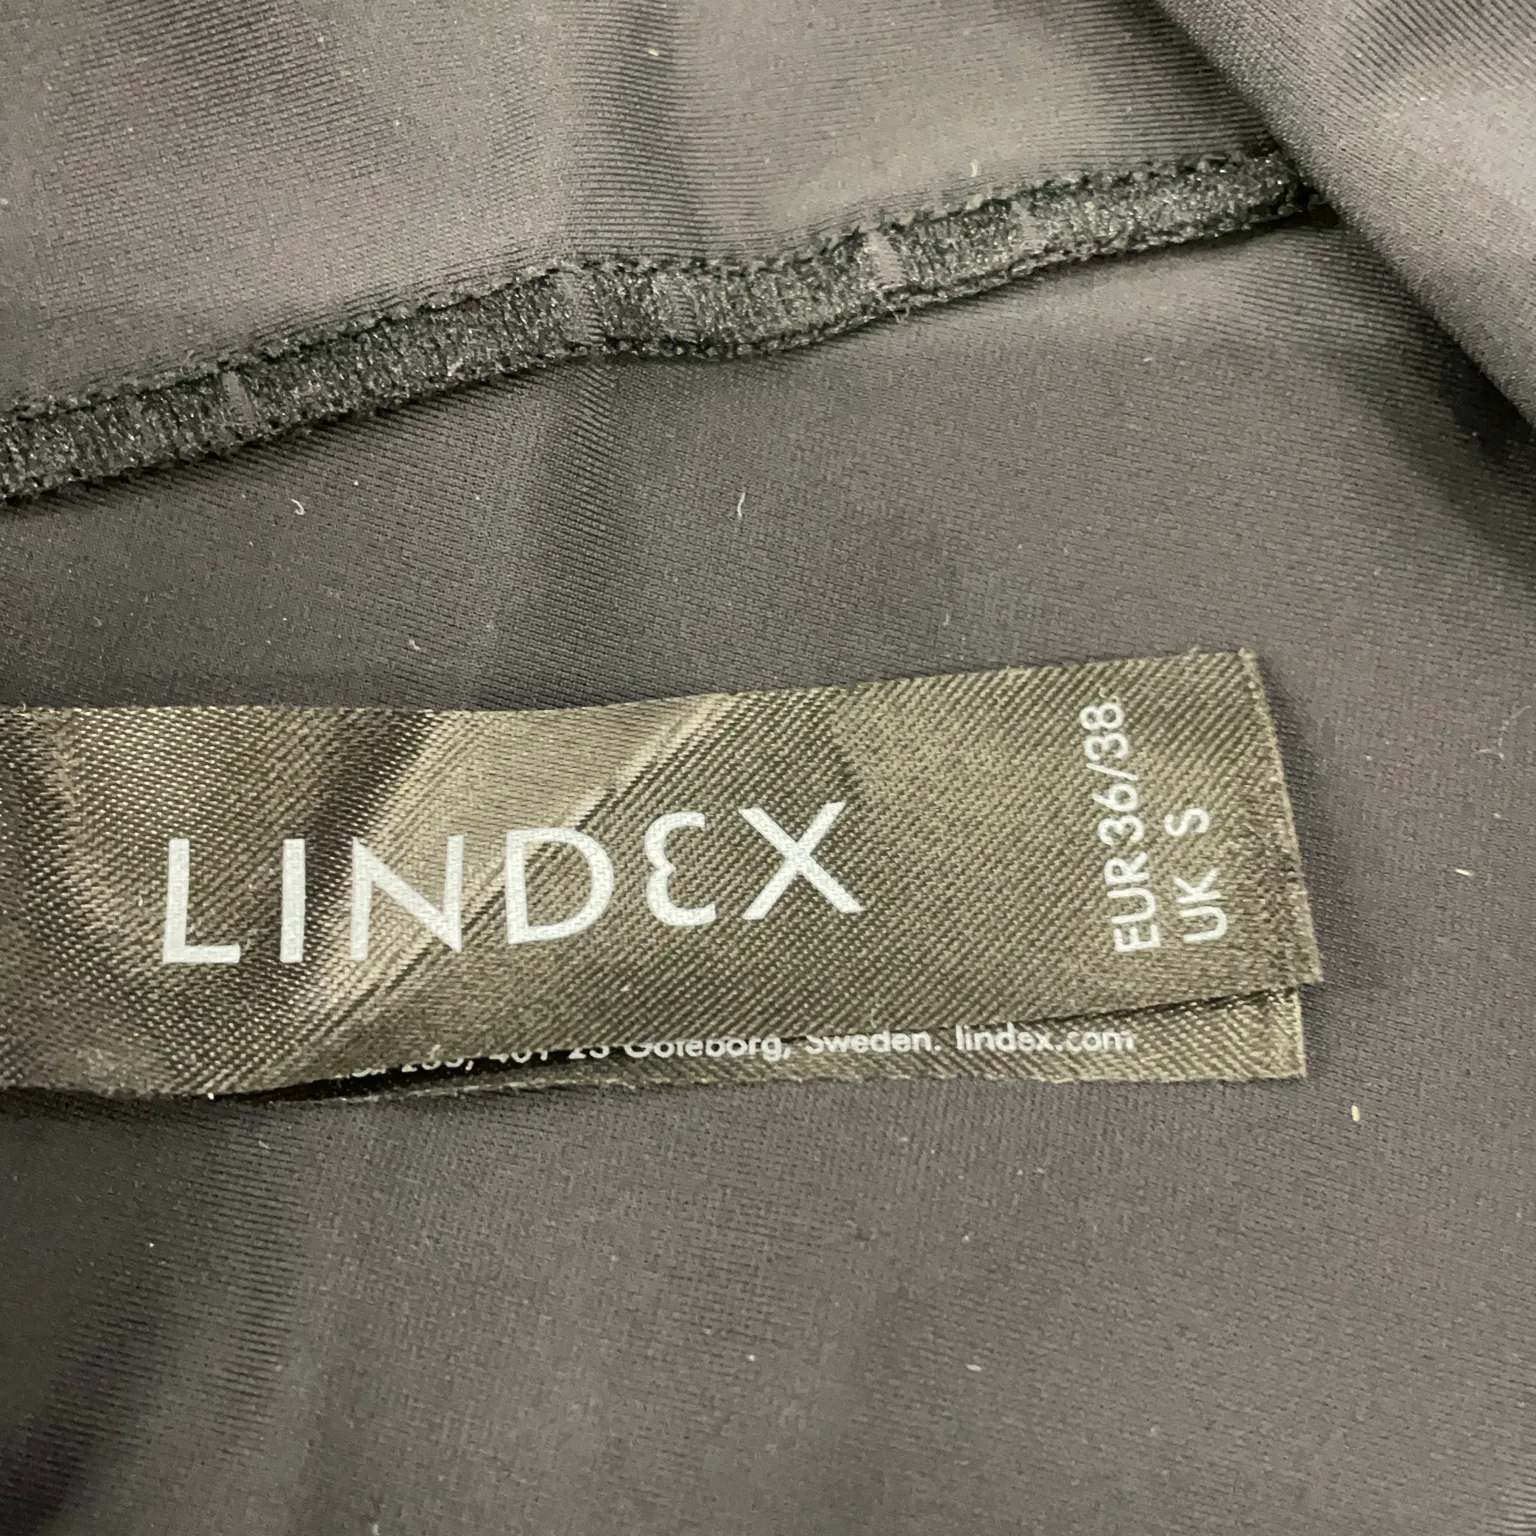 LINDEX
EUR 36/38
UK S
Göteborg, Sweden. lindex.com